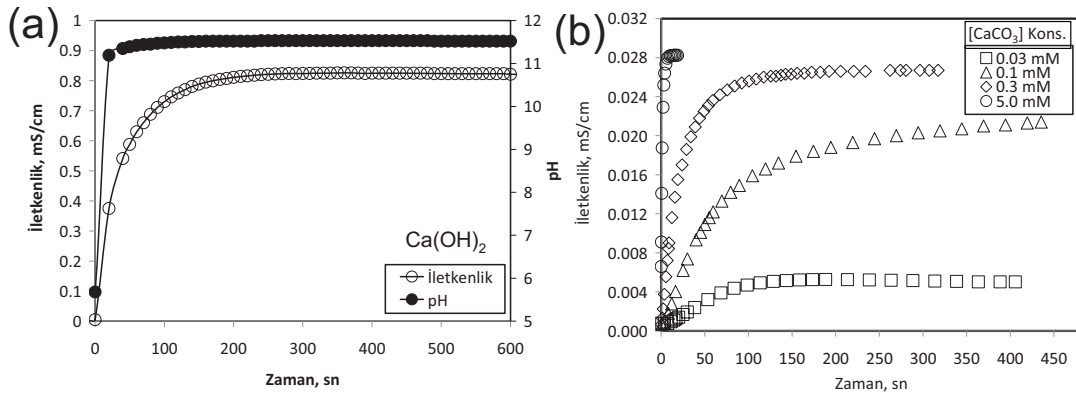 (a)
1
0.9
0.8
0.7
0.6
0.5
0.4
0.3
0.2
0.1
0
İletkenlik, mS/cm
12
11
10
9
8
7
6
5
pH
Ca(OH)2
İletkenlik
pH
0 100 200 300 400 500 600
Zaman, sn
(b)
0.032
0.028
0.024
0.020
0.016
0.012
0.008
0.004
0.000
İletkenlik, mS/cm
[CaCO3] Kons.
0.03 mM
0.1 mM
0.3 mM
5.0 mM
0 50 100 150 200 250 300 350 400 450
Zaman, sn